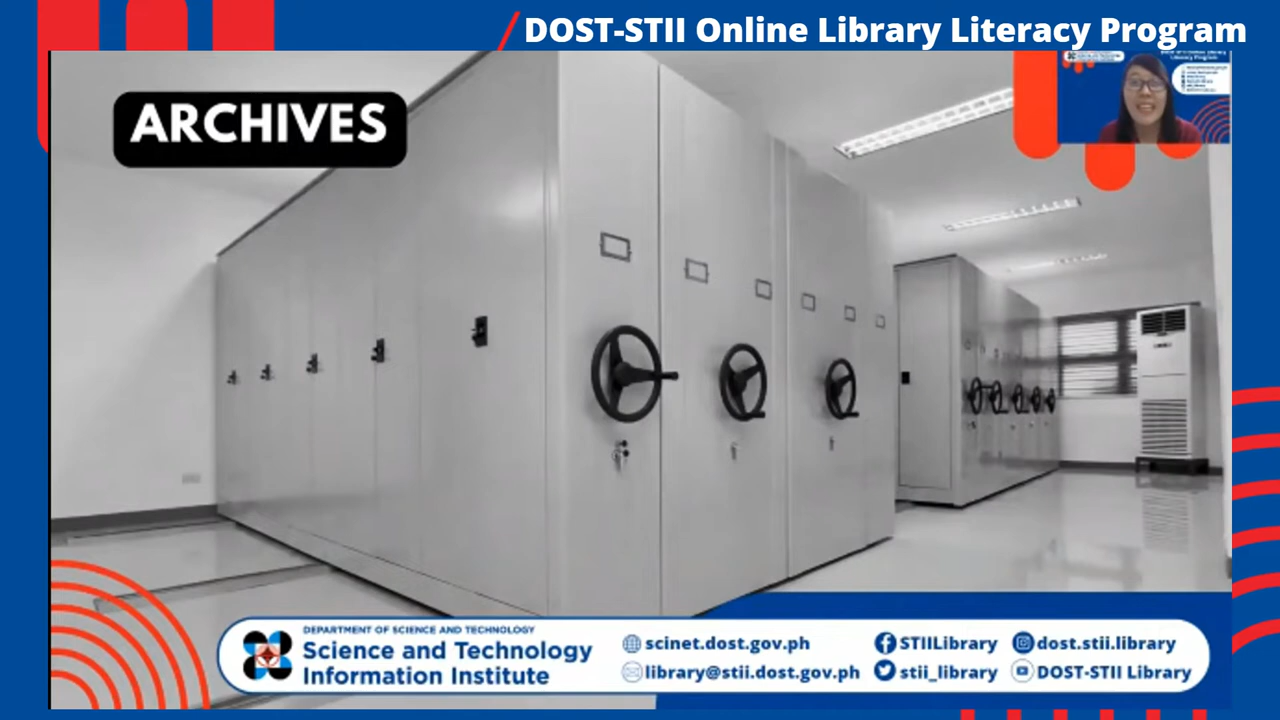 DOST-STII Online Library Literacy Program
ARCHIVES
DEPARTMENT OF SCIENCE AND TECHNOLOGY
Science and Technology
Information Institute
scinet.dost.gov.ph
library@stii.dost.gov.ph
STIILibrary
stii_library
dost.stii.library
DOST-STII Library